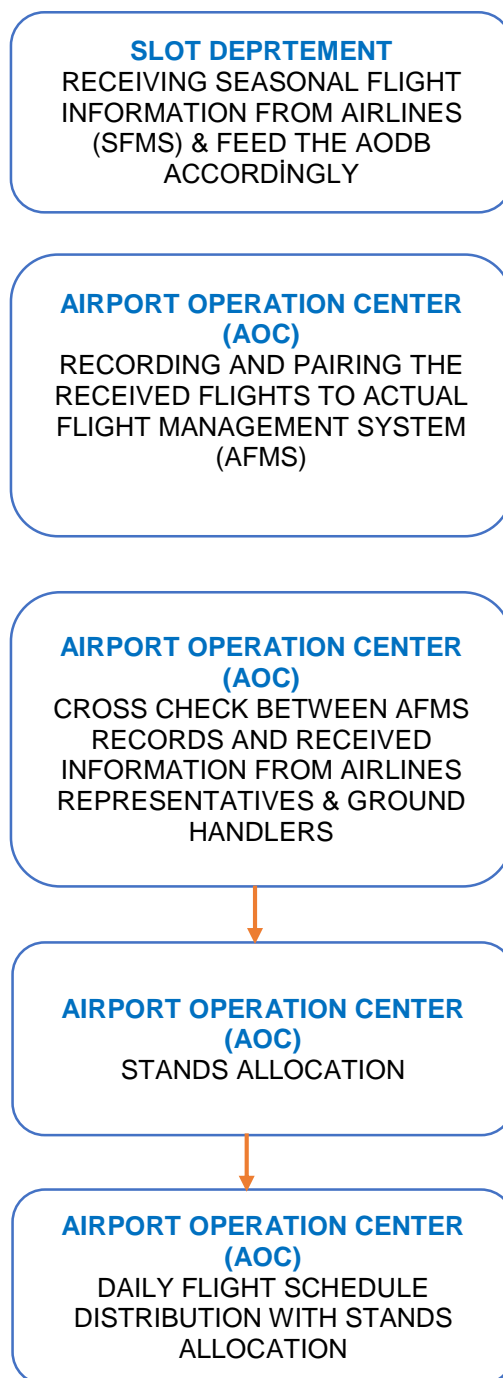 SLOT DEPRTEMENT
RECEIVING SEASONAL FLIGHT
INFORMATION FROM AIRLINES
(SFMS) & FEED THE AODB
ACCORDİNGLY
AIRPORT OPERATION CENTER
(AOC)
RECORDING AND PAIRING THE
RECEIVED FLIGHTS TO ACTUAL
FLIGHT MANAGEMENT SYSTEM
(AFMS)
AIRPORT OPERATION CENTER
(AOC)
CROSS CHECK BETWEEN AFMS
RECORDS AND RECEIVED
INFORMATION FROM AIRLINES
REPRESENTATIVES & GROUND
HANDLERS
AIRPORT OPERATION CENTER
(AOC)
STANDS ALLOCATION
AIRPORT OPERATION CENTER
(AOC)
DAILY FLIGHT SCHEDULE
DISTRIBUTION WITH STANDS
ALLOCATION